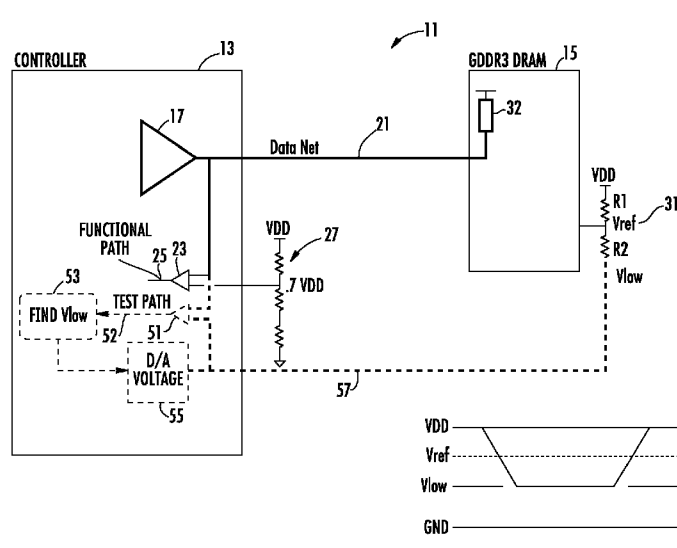 11
CONTROLLER
13
GDDR3 DRAM
15
17
32
21
Data Net
VDD
R1
Vref
31
R2
Vlow
FUNCTIONAL
PATH
25
23
VDD
27
.7 VDD
53
TEST PATH
FIND Vlow
52
51
D/A
VOLTAGE
55
57
VDD
Vref
Vlow
GND